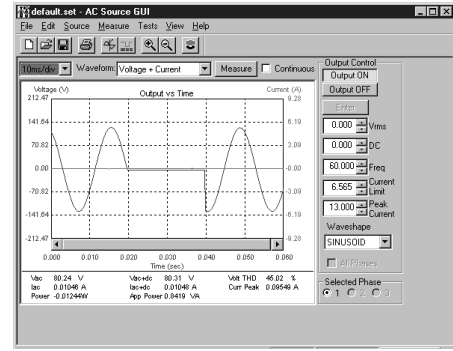 default.set - AC Source GUI
File Edit Source Measure Tests View Help
10ms/div Waveform: Voltage + Current Measure Continuous
Voltage (V) Output vs Time Current (A)
212.47 9.28
141.64 6.19
70.82 3.09
0.00 -0.00
-70.82 3.09
-141.64 -6.19
-212.47 -9.28
0.000 0.010 0.020 0.030 0.040 0.050 0.060
Time (sec)
Vac 80.24 V Vac+dc 80.31 V Volt THD 45.02 %
Iac 0.01046 A Iac+dc 0.01048 A Curr Peak 0.09549 A
Power -0.01244W App Power 0.8419 VA
Output Control
Output ON
Output OFF
Enter
0.000 Vrms
0.000 DC
60.000 Freq
6.565 Current Limit
13.000 Peak Current
Waveshape
SINUSOID
All Phases
Selected Phase
1 2 3